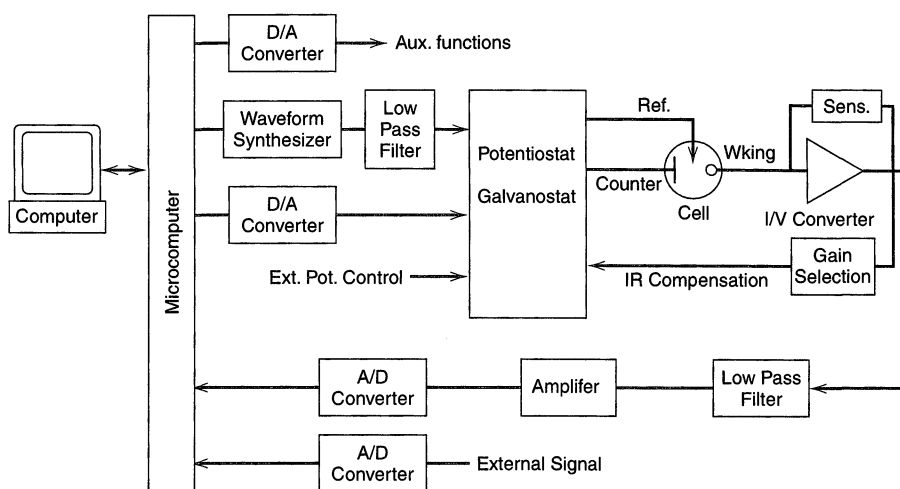 D/A
Converter
Aux. functions
Waveform
Synthesizer
Low
Pass
Filter
Ref.
Sens.
Potentiostat
Wking
Computer
Microcomputer
Galvanostat
Counter
Cell
I/V Converter
D/A
Converter
Ext. Pot. Control
IR Compensation
Gain
Selection
A/D
Converter
Amplifer
Low Pass
Filter
A/D
Converter
External Signal